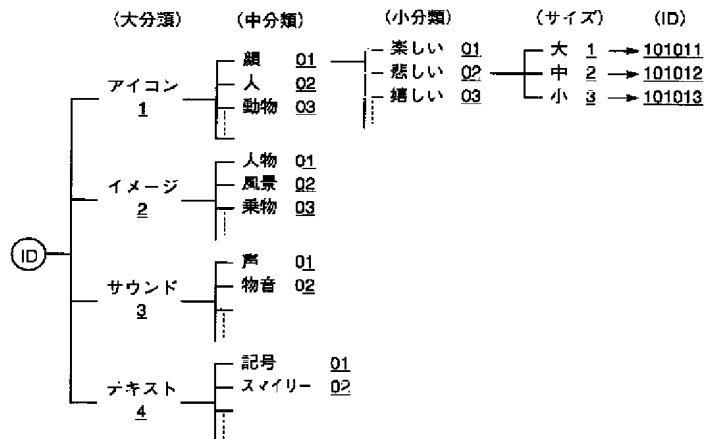 (大分類) (中分類) (小分類) (サイズ) (ID)
顔 01 楽しい 01 大 1 101011
アイコン 人 02 悲しい 02 中 2 101012
1 動物 03 嬉しい 03 小 3 101013
人物 01
イメージ 風景 02
2 乗物 03
ID
声 01
サウンド 物音 02
3
記号 01
テキスト スマイリー 02
4